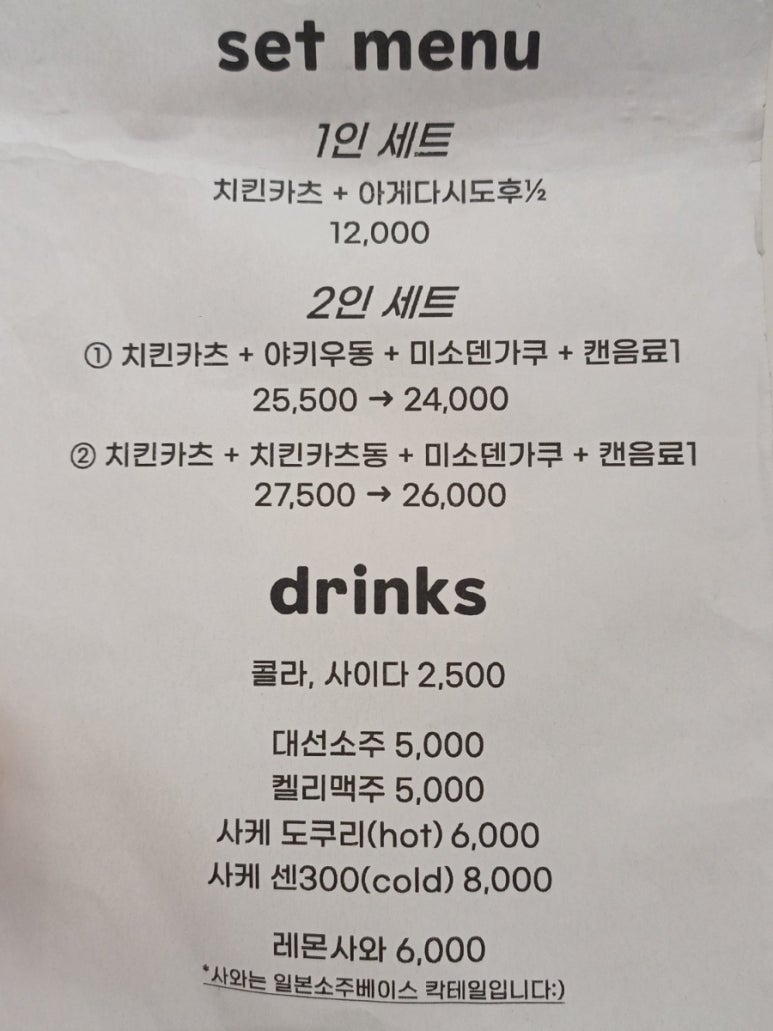 set menu
1인 세트
치킨카츠 + 아게다시도후½
12,000
2인 세트
① 치킨카츠 + 야키우동 + 미소덴가쿠 + 캔음료1
25,500 → 24,000
② 치킨카츠 + 치킨카츠동 + 미소덴가쿠 + 캔음료1
27,500 → 26,000
drinks
콜라, 사이다 2,500
대선소주 5,000
켈리맥주 5,000
사케 도쿠리(hot) 6,000
사케 센300(cold) 8,000
레몬사와 6,000
*사와는 일본소주베이스 칵테일입니다:)